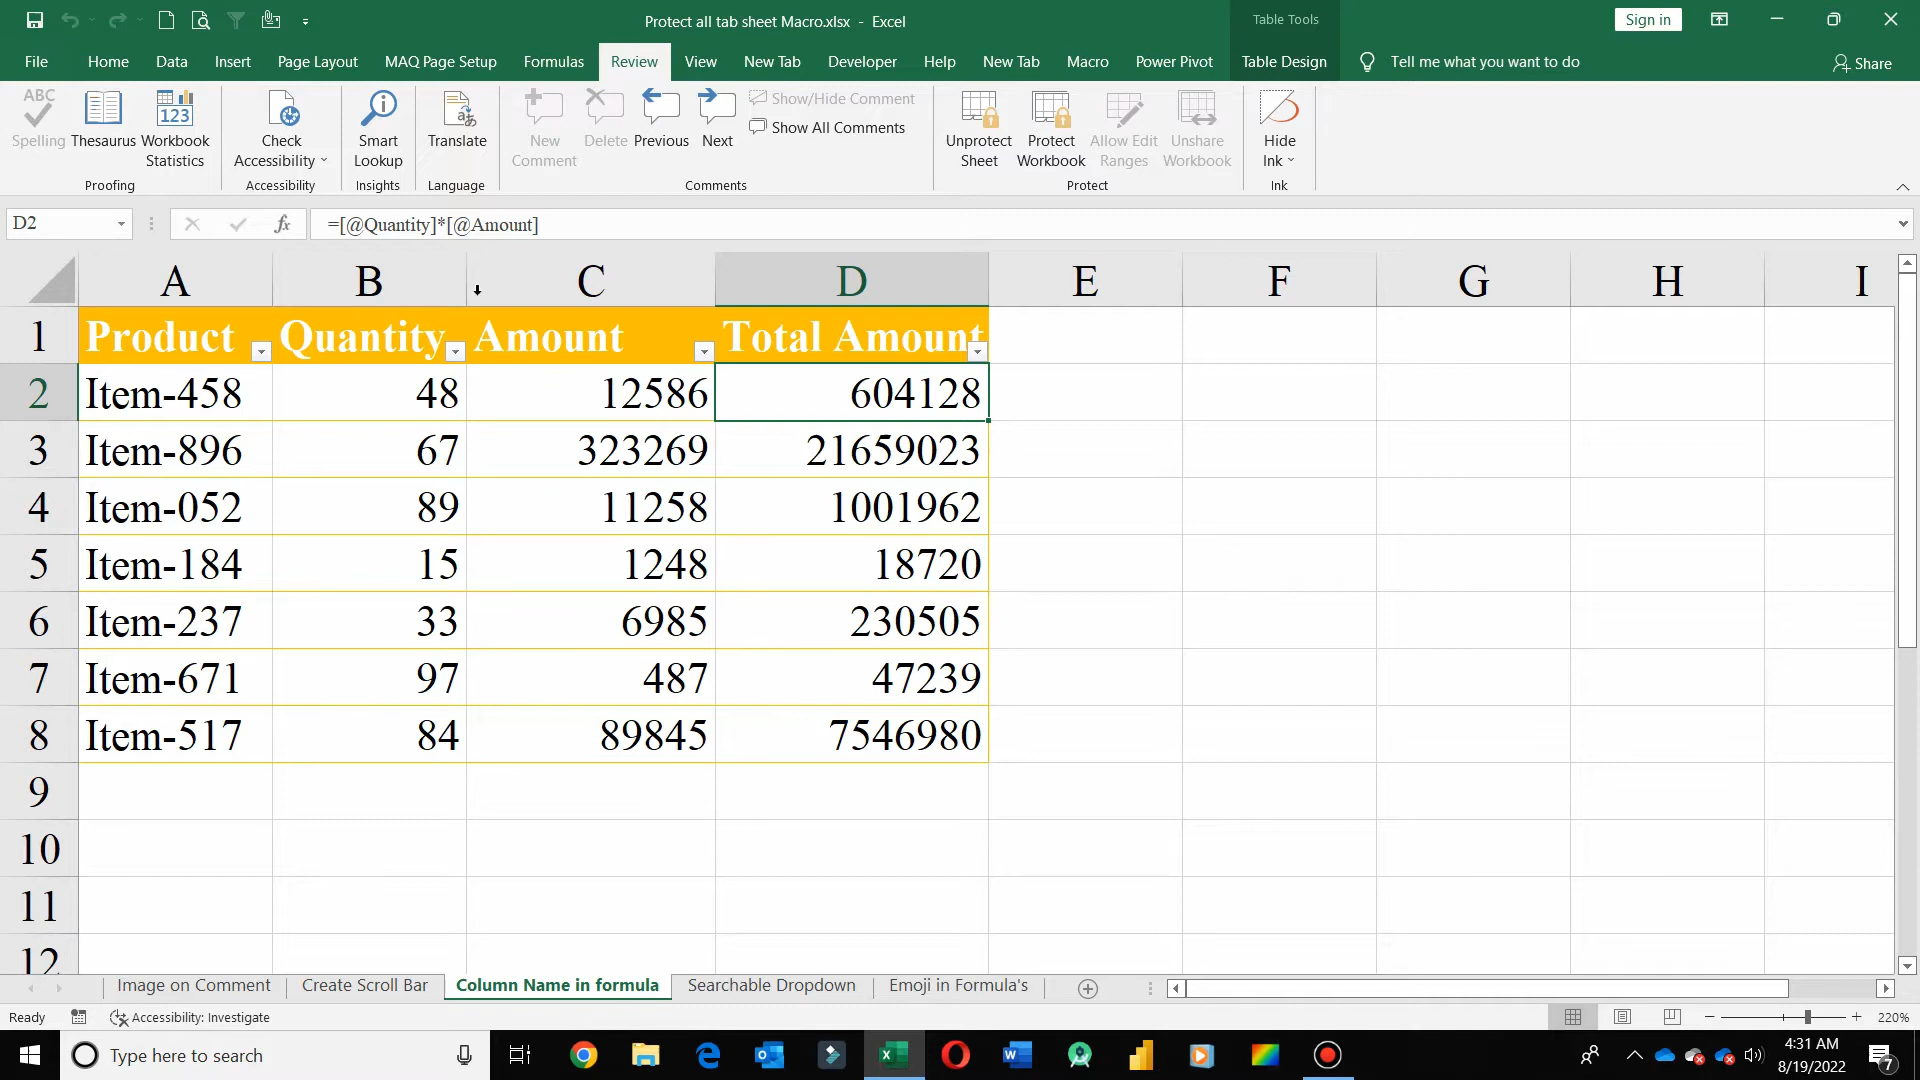 Protect all tab sheet Macro.xlsx - Excel
Table Tools
Sign in
File Home Data Insert Page Layout MAQ Page Setup Formulas Review View New Tab Developer Help New Tab Macro Power Pivot Table Design Tell me what you want to do Share
ABC
Spelling
Thesaurus
123
Workbook
Statistics
Proofing
Check
Accessibility
Accessibility
Smart
Lookup
Insights
Translate
Language
New
Comment
Delete
Previous
Next
Show/Hide Comment
Show All Comments
Comments
Unprotect
Sheet
Protect
Workbook
Allow Edit
Ranges
Unshare
Workbook
Protect
Hide
Ink
Ink
D2 fx =[@Quantity]*[@Amount]
A B C D E F G H I
1 Product Quantity Amount Total Amount
2 Item-458 48 12586 604128
3 Item-896 67 323269 21659023
4 Item-052 89 11258 1001962
5 Item-184 15 1248 18720
6 Item-237 33 6985 230505
7 Item-671 97 487 47239
8 Item-517 84 89845 7546980
9
10
11
12
Image on Comment Create Scroll Bar Column Name in formula Searchable Dropdown Emoji in Formula's
Ready Accessibility: Investigate 220%
Type here to search
4:31 AM
8/19/2022
7